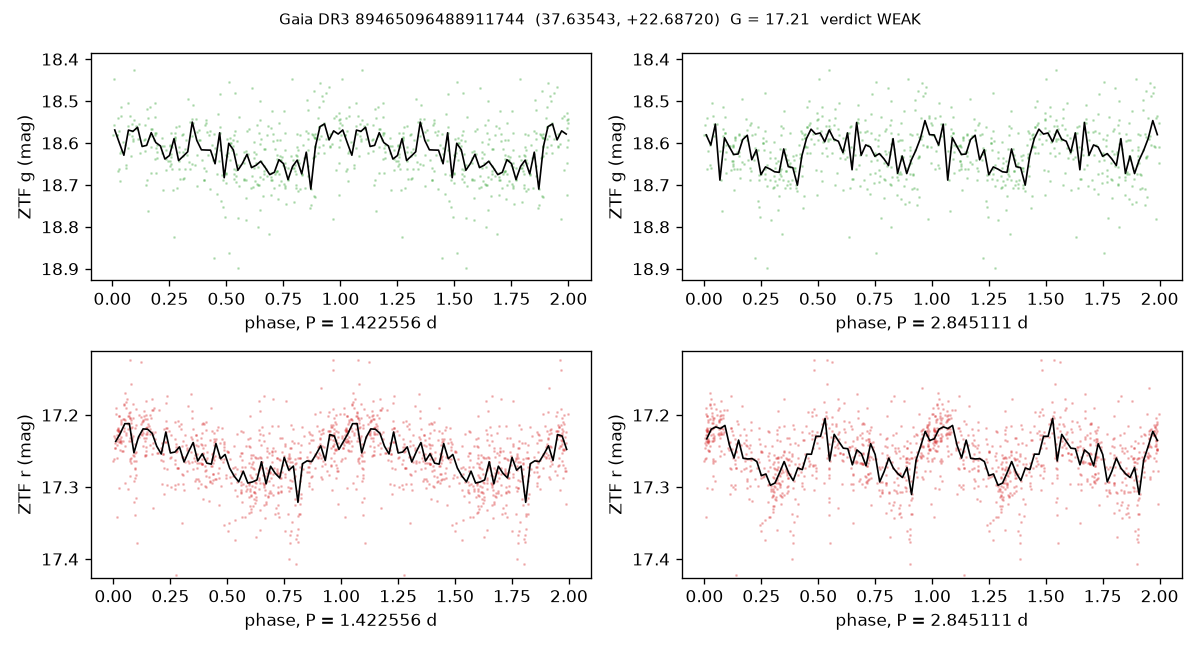 Gaia DR3 89465096488911744 (37.63543, +22.68720) G = 17.21 verdict WEAK
ZTF g (mag)
18.4
18.5
18.6
18.7
18.8
18.9
0.00 0.25 0.50 0.75 1.00 1.25 1.50 1.75 2.00
phase, P = 1.422556 d
ZTF g (mag)
18.4
18.5
18.6
18.7
18.8
18.9
0.00 0.25 0.50 0.75 1.00 1.25 1.50 1.75 2.00
phase, P = 2.845111 d
ZTF r (mag)
17.2
17.3
17.4
0.00 0.25 0.50 0.75 1.00 1.25 1.50 1.75 2.00
phase, P = 1.422556 d
ZTF r (mag)
17.2
17.3
17.4
0.00 0.25 0.50 0.75 1.00 1.25 1.50 1.75 2.00
phase, P = 2.845111 d